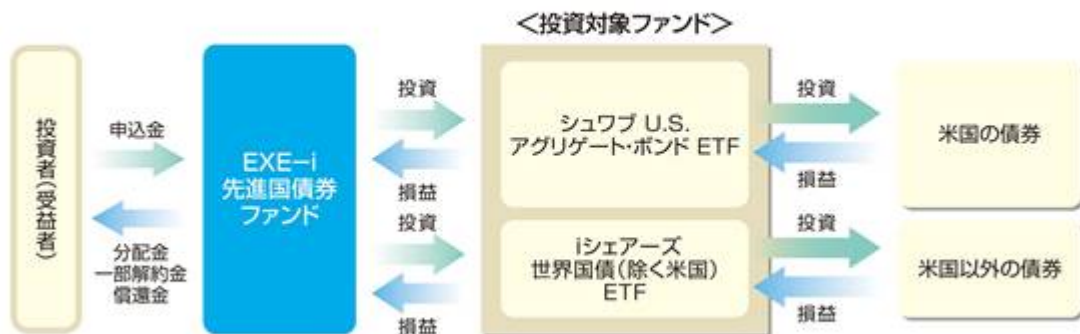 ＜投資対象ファンド＞
投資者（受益者）
申込金
分配金
一部解約金
償還金
EXE−i
先進国債券
ファンド
投資
損益
投資
損益
シュワブ U.S.
アグリゲート・ボンド ETF
iシェアーズ
世界国債（除く米国）
ETF
投資
損益
投資
損益
米国の債券
米国以外の債券